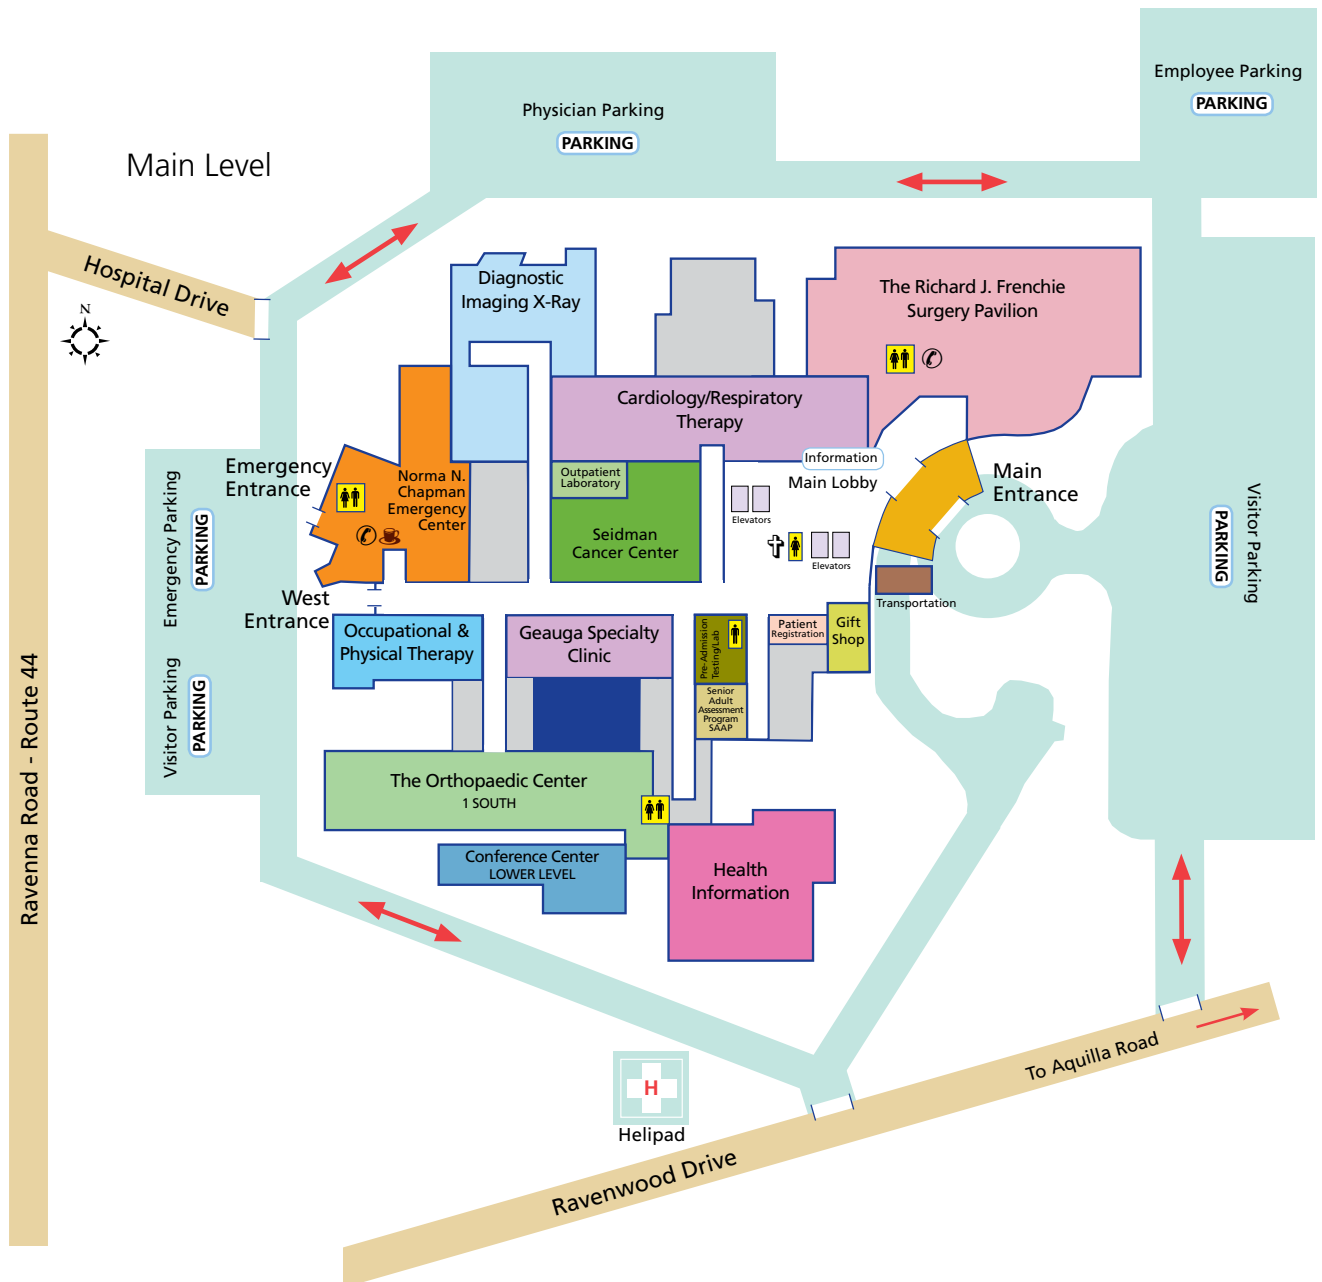 Employee Parking
PARKING
Physician Parking
PARKING
Main Level
Hospital Drive
N
Diagnostic
Imaging X-Ray
The Richard J. Frenchie
Surgery Pavilion
Cardiology/Respiratory
Therapy
Information
Main Lobby
Main
Entrance
Emergency
Entrance
Norma N.
Chapman
Emergency
Center
Outpatient
Laboratory
Seidman
Cancer Center
Elevators
Elevators
Emergency Parking
PARKING
Visitor Parking
PARKING
West
Entrance
Transportation
Occupational &
Physical Therapy
Geauga Specialty
Clinic
Pre-Admission
Testing/Lab
Patient
Registration
Gift
Shop
Senior
Adult
Assessment
Program
SAAP
Visitor Parking
PARKING
Ravenna Road - Route 44
The Orthopaedic Center
1 SOUTH
Conference Center
LOWER LEVEL
Health
Information
H
Helipad
Ravenwood Drive
To Aquilla Road